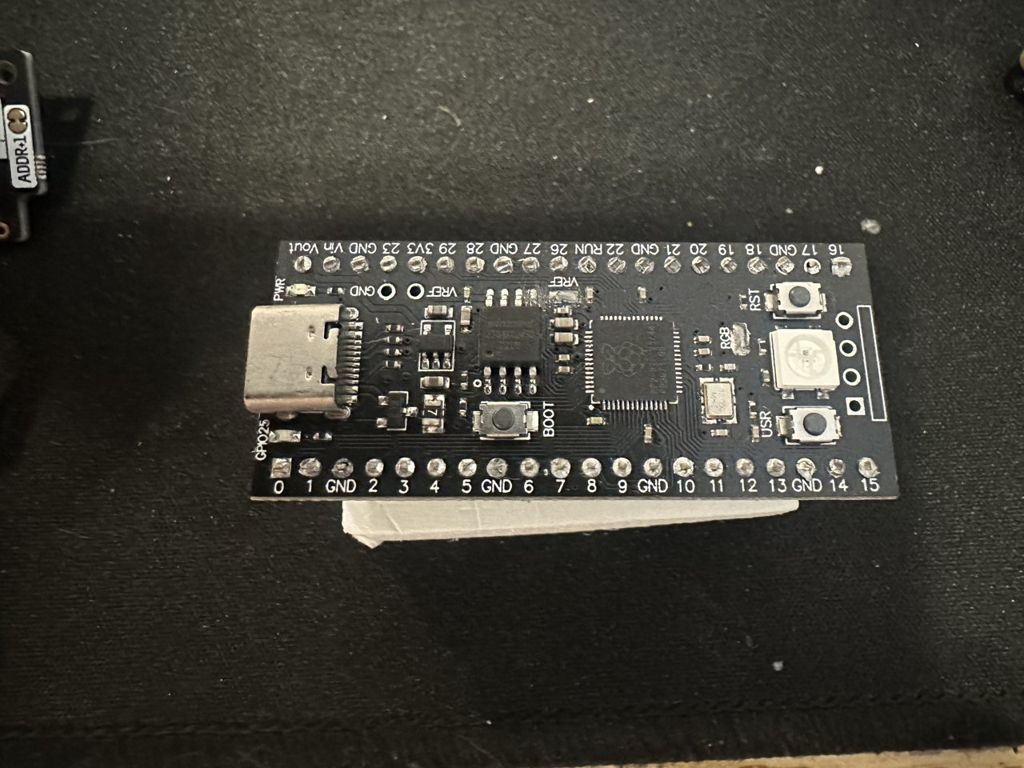 ADDR+1
Vout Vin GND 23 GND 3V3 29 28 GND 27 26 RUN 22 GND 21 20 19 18 GND 17 16
PWR
GND
VREF
VREF
RST
RGB
BOOT
USR
GPIO25
0 1 GND 2 3 4 5 GND 6 7 8 9 GND 10 11 12 13 GND 14 15